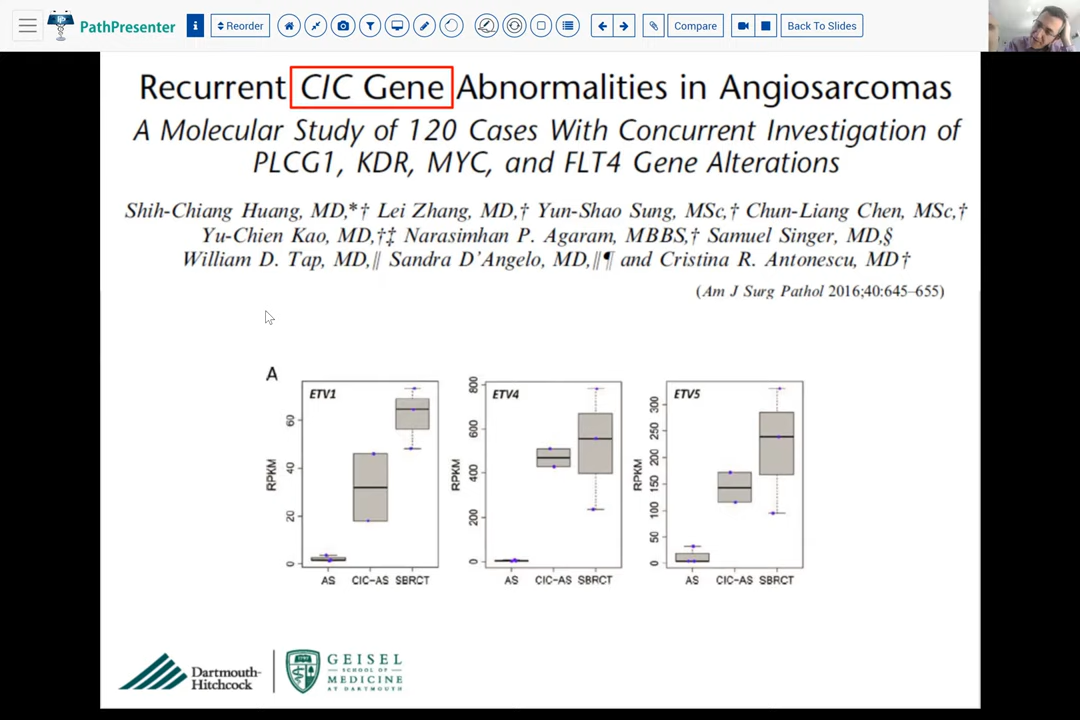 PathPresenter
Reorder
Compare
Back To Slides
Recurrent CIC Gene Abnormalities in Angiosarcomas
A Molecular Study of 120 Cases With Concurrent Investigation of
PLCG1, KDR, MYC, and FLT4 Gene Alterations
Shih-Chiang Huang, MD,*† Lei Zhang, MD,† Yun-Shao Sung, MSc,† Chun-Liang Chen, MSc,†
Yu-Chien Kao, MD,†‡ Narasimhan P. Agaram, MBBS,† Samuel Singer, MD,§
William D. Tap, MD,‖ Sandra D’Angelo, MD,‖¶ and Cristina R. Antonescu, MD†
(Am J Surg Pathol 2016;40:645–655)
A
ETV1
RPKM
60
40
20
0
AS CIC-AS SBRCT
ETV4
RPKM
800
600
400
200
0
AS CIC-AS SBRCT
ETV5
RPKM
300
250
200
150
100
50
0
AS CIC-AS SBRCT
Dartmouth-
Hitchcock
GEISEL
SCHOOL OF
MEDICINE
AT DARTMOUTH